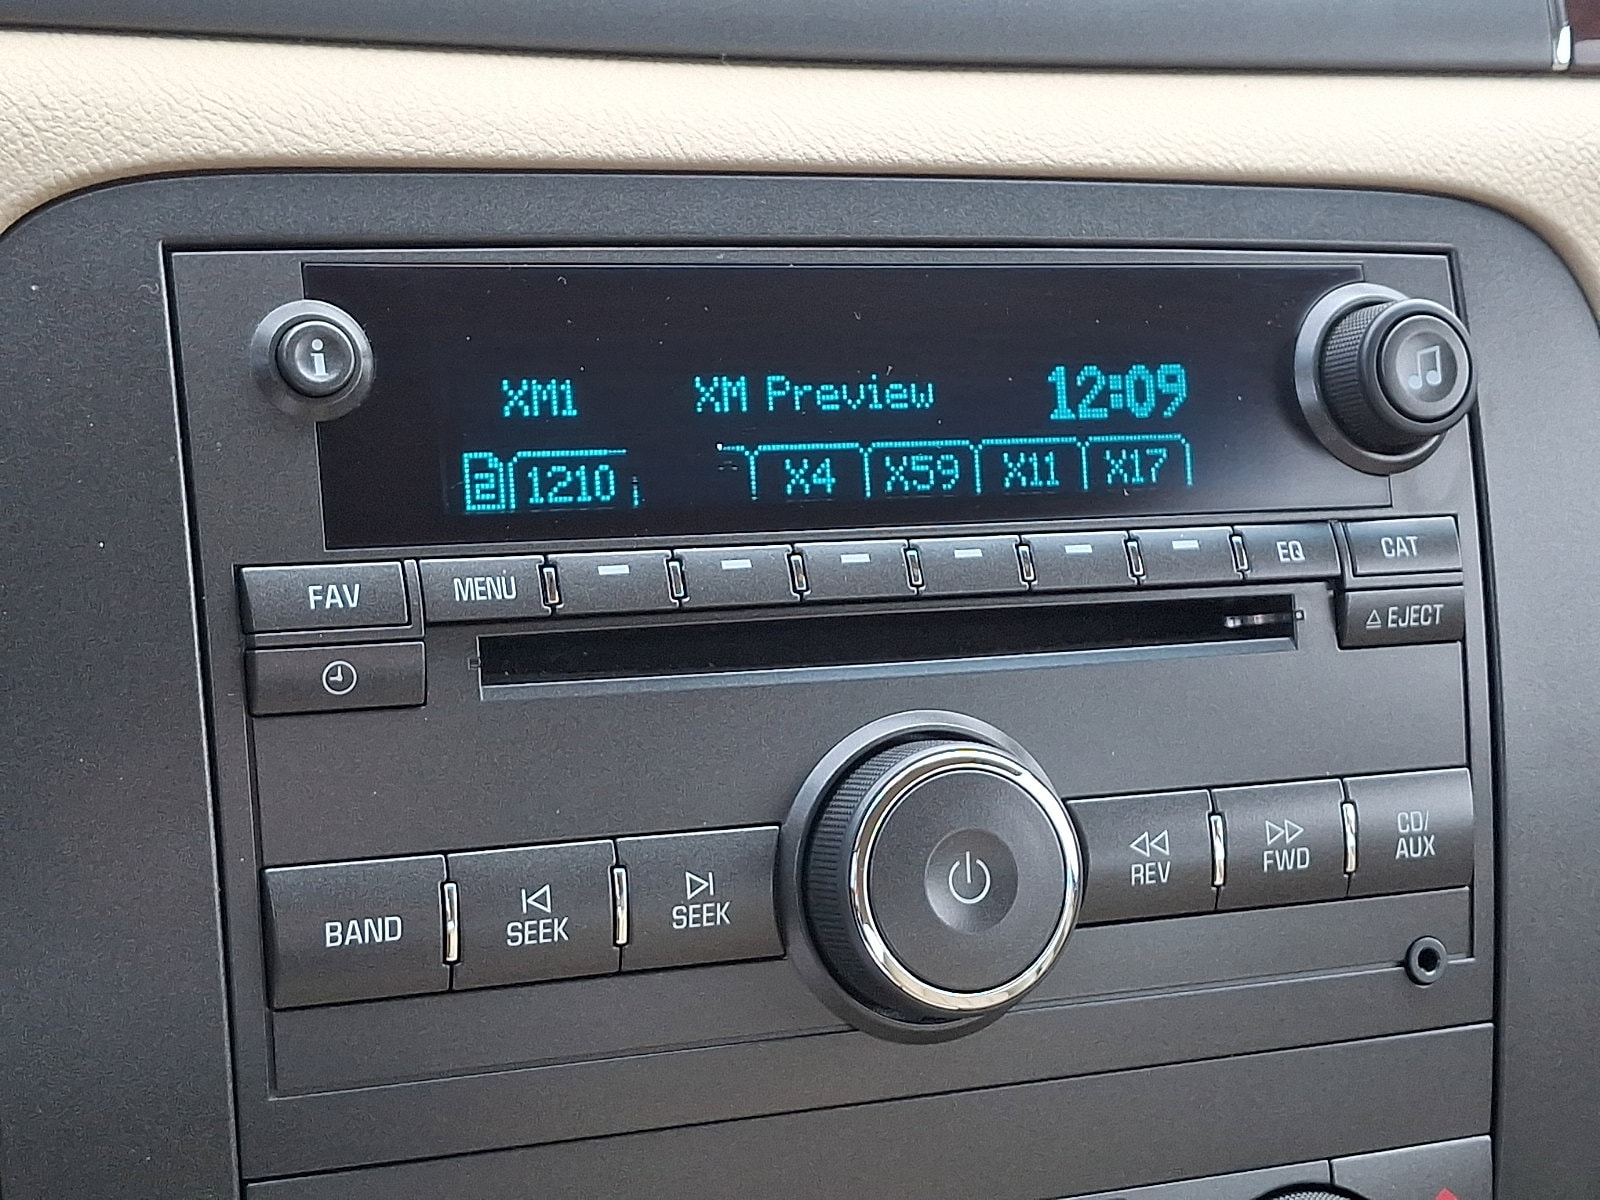 i
XM1 XM Preview 12:09
2 1210 X4 X59 X11 X17
FAV MENU EQ CAT
EJECT
BAND SEEK SEEK REV FWD CD/
AUX